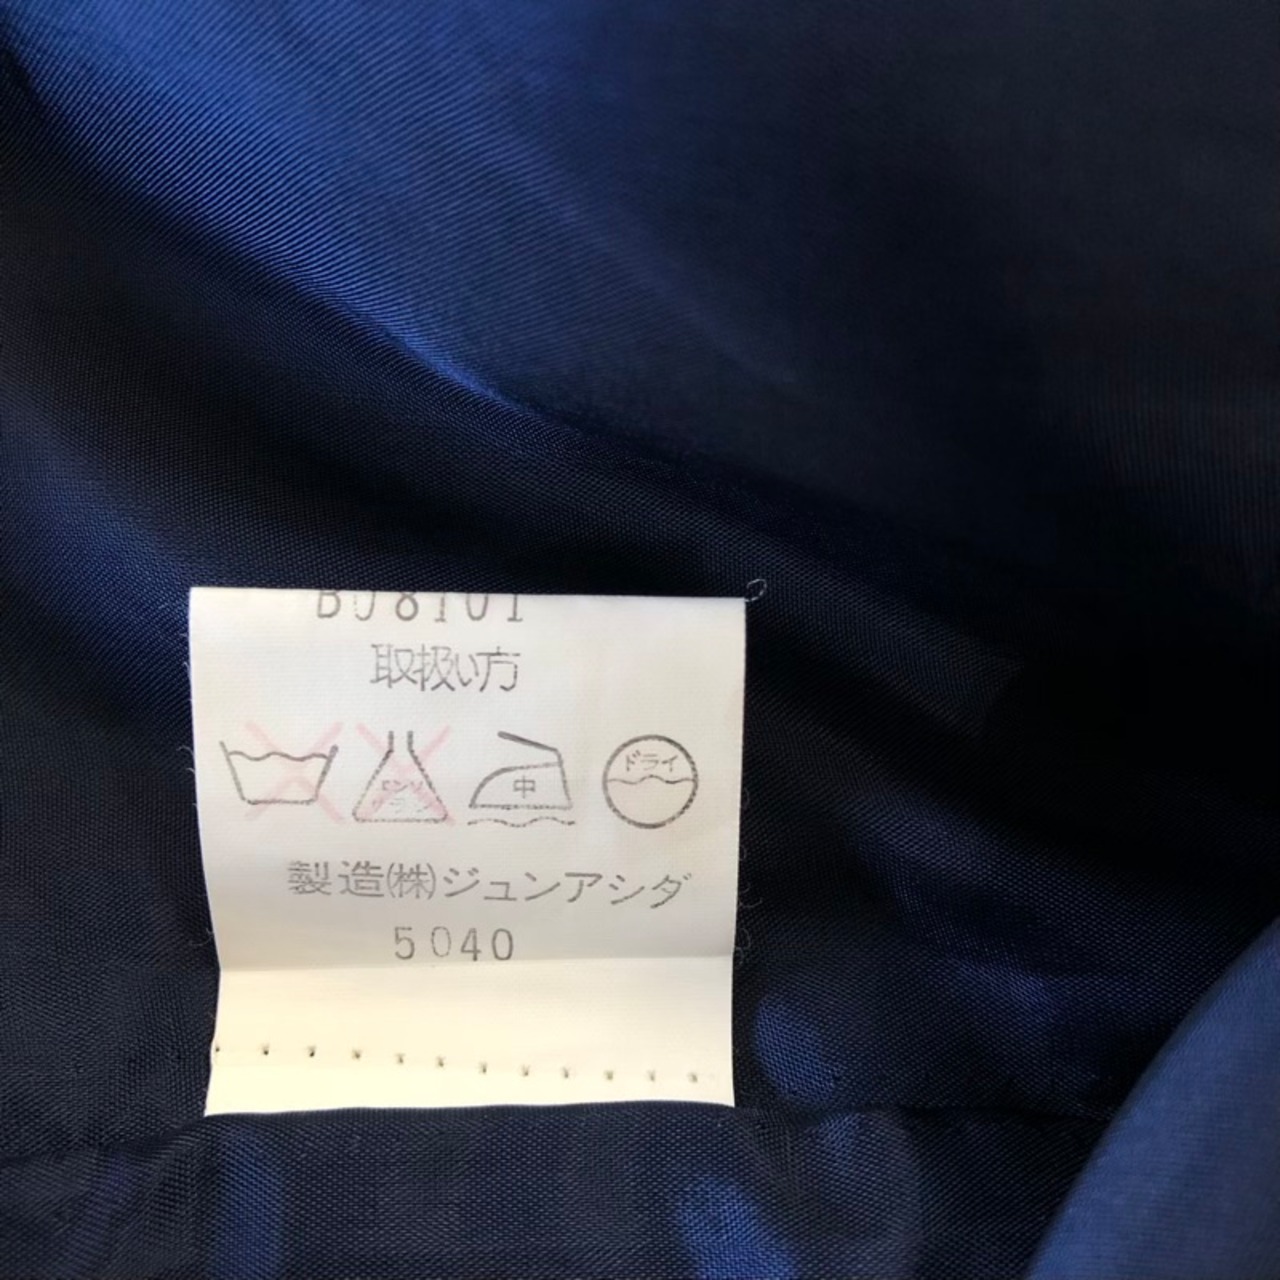 BJ8101
取扱い方
中
ドライ
製造(株)ジュンアシダ
5040